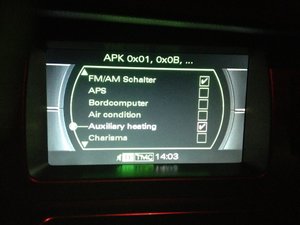 APK 0x01, 0x0B, ...
FM/AM Schalter
APS
Bordcomputer
Air condition
Auxiliary heating
Charisma
TMC 14:03